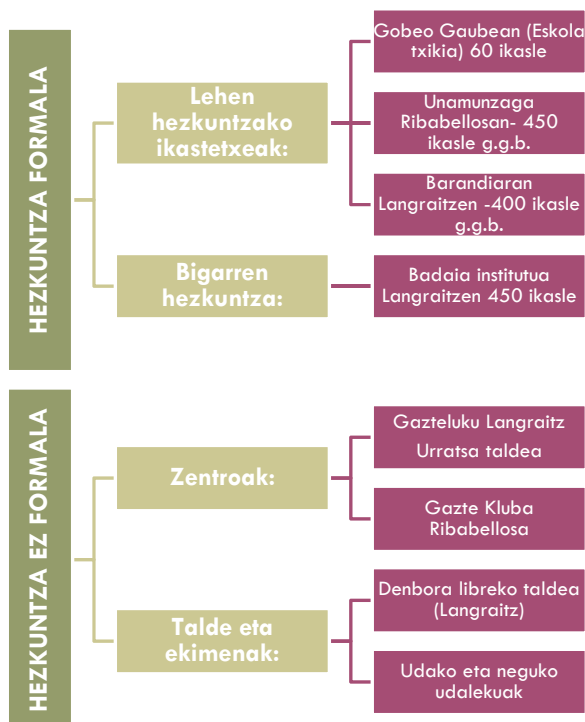 HEZKUNTZA FORMALA
Lehen
hezkuntzako
ikastetxeak:
Gobeo Gaubean (Eskola
txikia) 60 ikasle
Unamunzaga
Ribabellosan- 450
ikasle g.g.b.
Barandiaran
Langraitzen -400 ikasle
g.g.b.
Bigarren
hezkuntza:
Badaia institutua
Langraitzen 450 ikasle
HEZKUNTZA EZ FORMALA
Zentroak:
Gazteluku Langraitz
Urratsa taldea
Gazte Kluba
Ribabellosa
Talde eta
ekimenak:
Denbora libreko taldea
(Langraitz)
Udako eta neguko
udalekuak